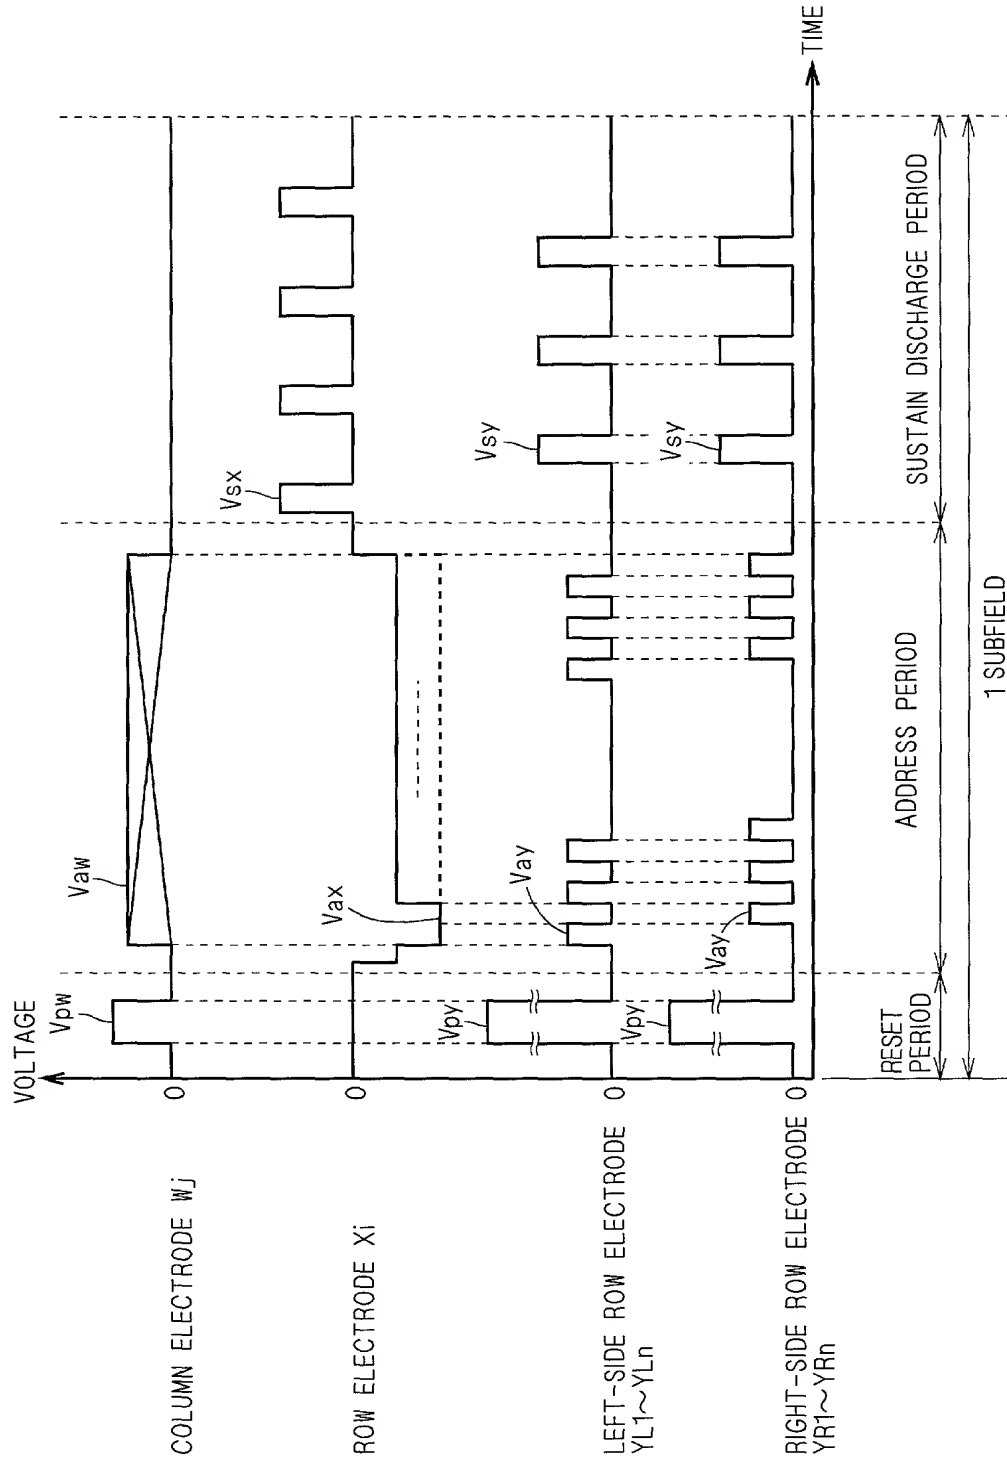 VOLTAGE
COLUMN ELECTRODE Wj
0
Vpw
Vaw
ROW ELECTRODE Xi
0
Vax
Vsx
LEFT-SIDE ROW ELECTRODE
YL1~YLn
0
Vpy
Vay
Vsy
RIGHT-SIDE ROW ELECTRODE
YR1~YRn
0
Vpy
Vay
Vsy
TIME
RESET
PERIOD
ADDRESS PERIOD
SUSTAIN DISCHARGE PERIOD
1 SUBFIELD